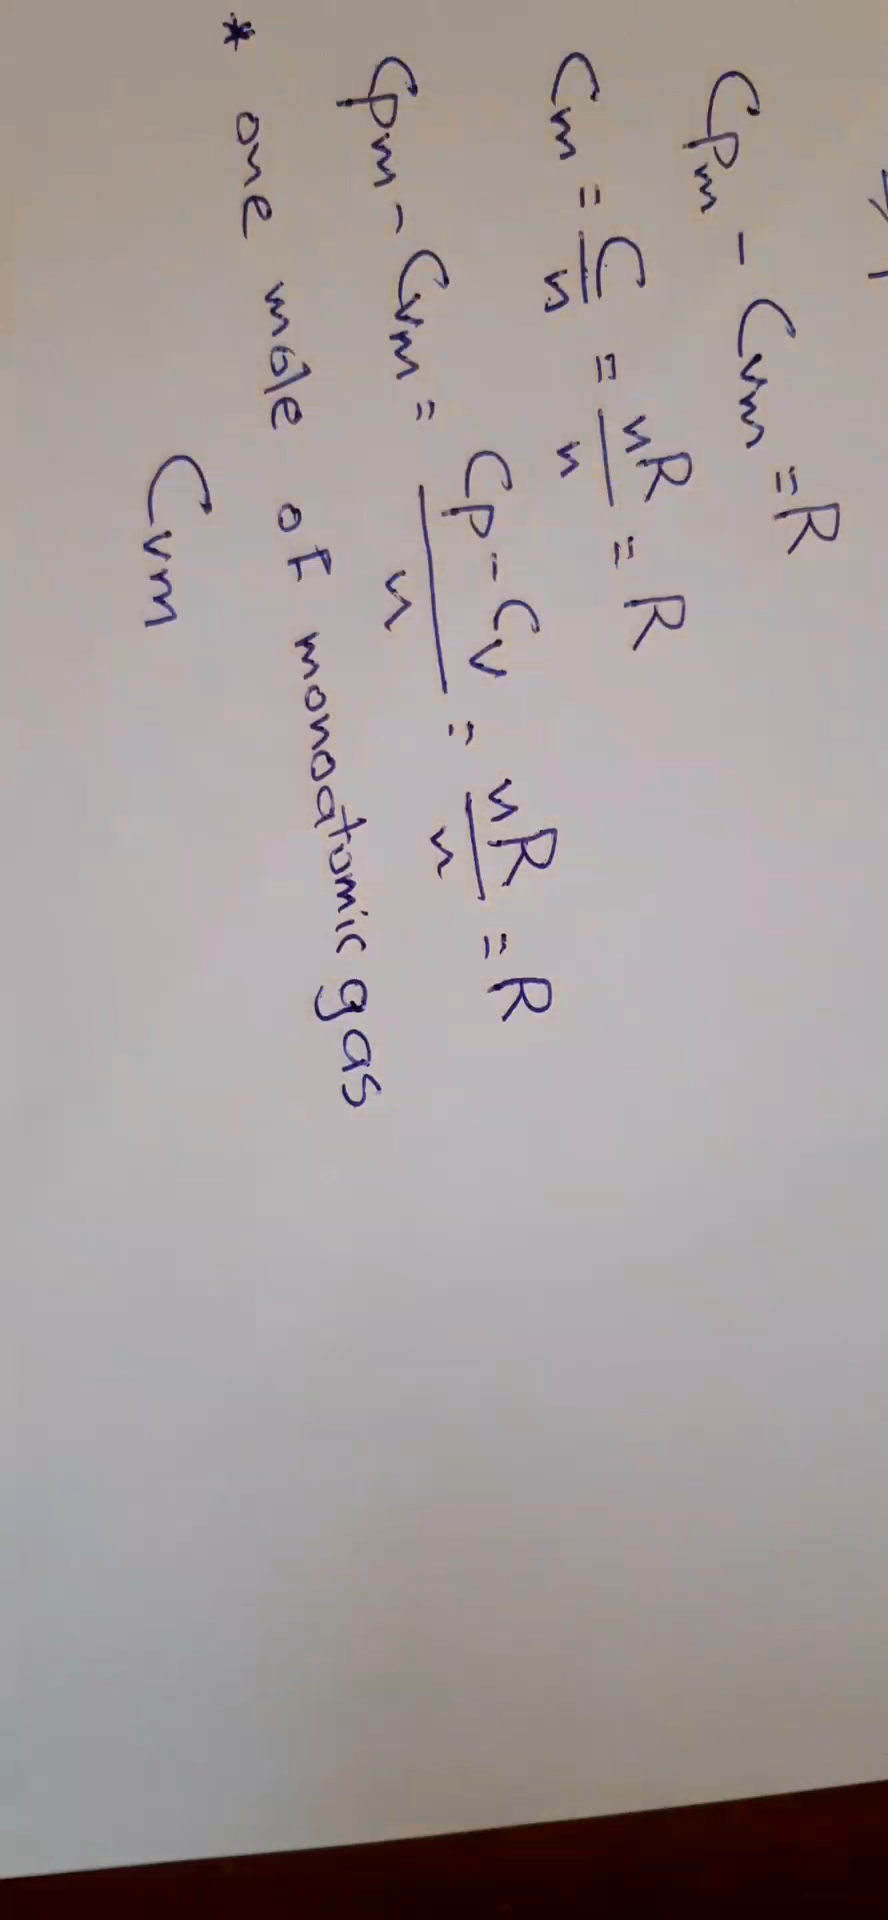 Cpm - Cvm = R
Cm = C/n = nR/n = R
Cpm - Cvm = Cp - Cv/n = nR/n = R
* one mole of monoatomic gas
Cvm